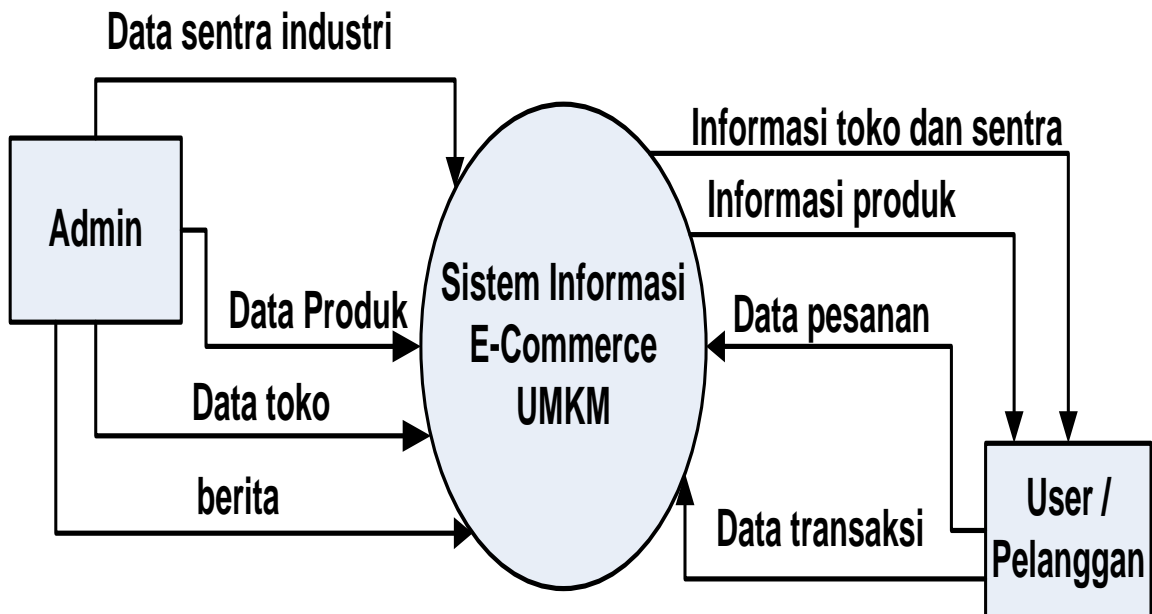 Data sentra industri
Admin
Data Produk
Data toko
berita
Sistem Informasi
E-Commerce
UMKM
Informasi toko dan sentra
Informasi produk
Data pesanan
Data transaksi
User /
Pelanggan